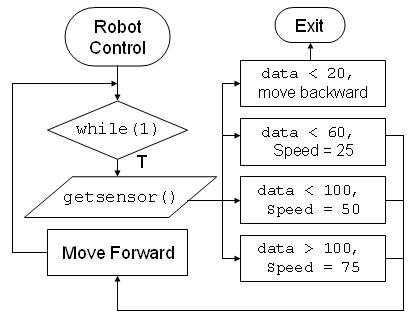 Robot
Control
while(1)
T
getsensor()
Move Forward
Exit
data < 20,
move backward
data < 60,
Speed = 25
data < 100,
Speed = 50
data > 100,
Speed = 75